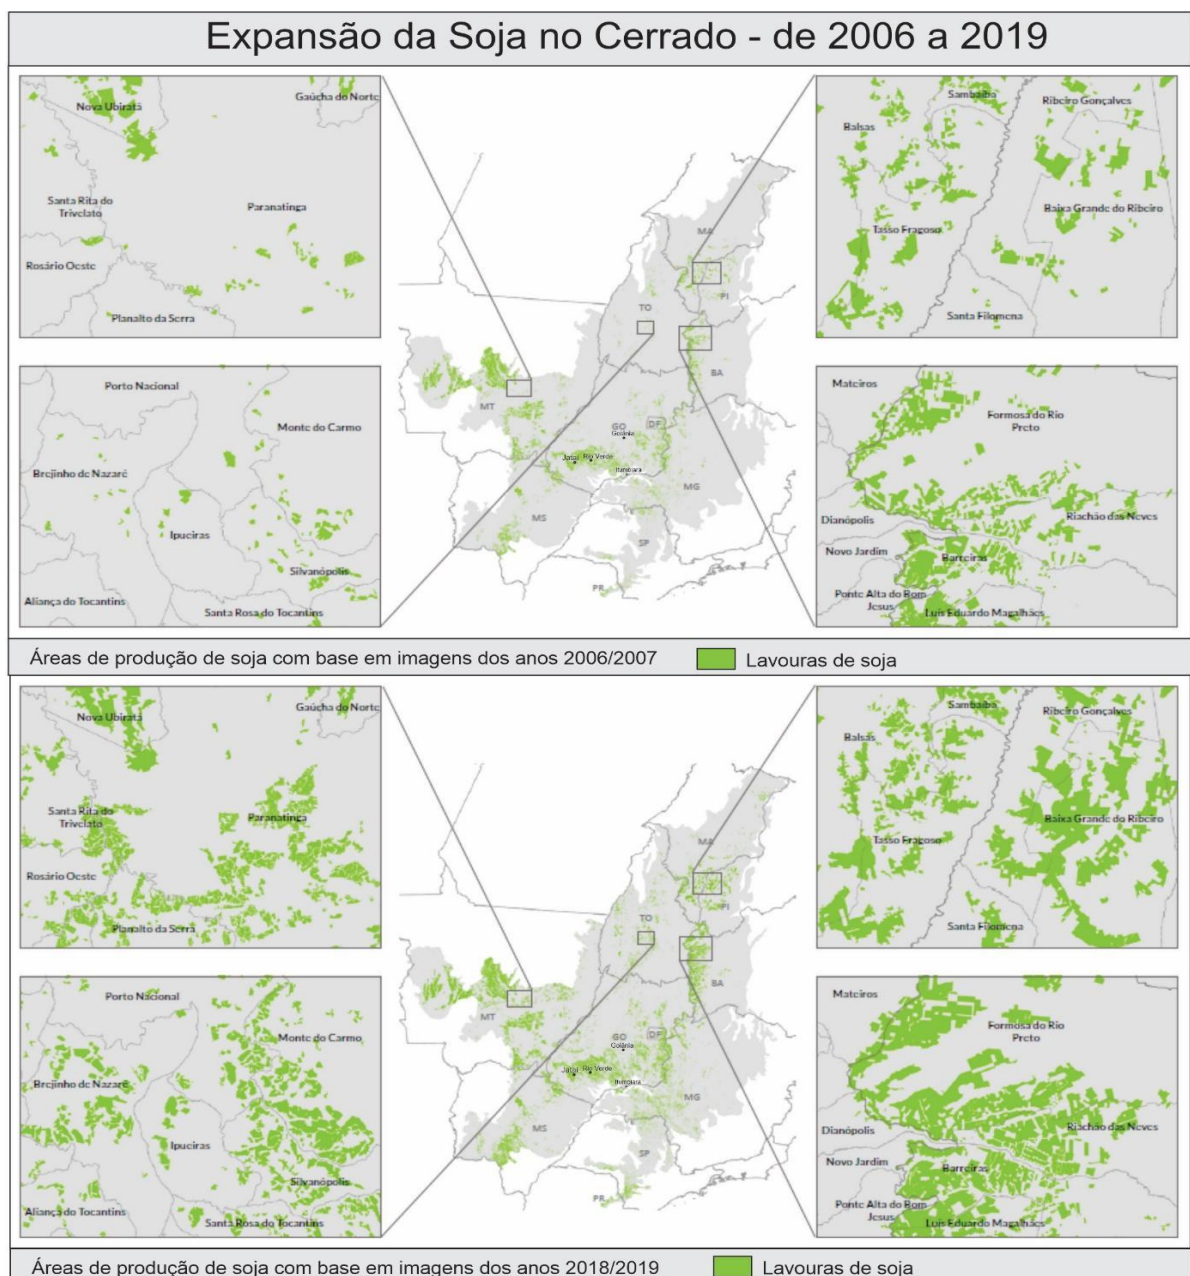 Expansão da Soja no Cerrado - de 2006 a 2019
Nova Ubiratã
Gaúcha do Norte
Santa Rita do
Trivelato
Paranatinga
Rosário Oeste
Planalto da Serra
Porto Nacional
Monte do Carmo
Brejinho de Nazaré
Ipueiras
Silvanópolis
Aliança do Tocantins
Santa Rosa do Tocantins
MA
PI
TO
BA
MT
GO
DF
Goiânia
Jataí
Rio Verde
Itumbiara
MG
MS
SP
PR
Sambaíba
Ribeiro Gonçalves
Balsas
Baixa Grande do Ribeiro
Tasso Fragoso
Santa Filomena
Mateiros
Formosa do Rio
Preto
Dianópolis
Riachão das Neves
Novo Jardim
Barreiras
Ponte Alta do Bom
Jesus
Luís Eduardo Magalhães
Áreas de produção de soja com base em imagens dos anos 2006/2007
Lavouras de soja
Nova Ubiratã
Gaúcha do Norte
Santa Rita do
Trivelato
Paranatinga
Rosário Oeste
Planalto da Serra
Porto Nacional
Monte do Carmo
Brejinho de Nazaré
Ipueiras
Silvanópolis
Aliança do Tocantins
Santa Rosa do Tocantins
MA
PI
TO
BA
MT
GO
DF
Goiânia
Jataí
Rio Verde
Itumbiara
MG
MS
SP
PR
Sambaíba
Ribeiro Gonçalves
Balsas
Baixa Grande do Ribeiro
Tasso Fragoso
Santa Filomena
Mateiros
Formosa do Rio
Preto
Dianópolis
Riachão das Neves
Novo Jardim
Barreiras
Ponte Alta do Bom
Jesus
Luís Eduardo Magalhães
Áreas de produção de soja com base em imagens dos anos 2018/2019
Lavouras de soja